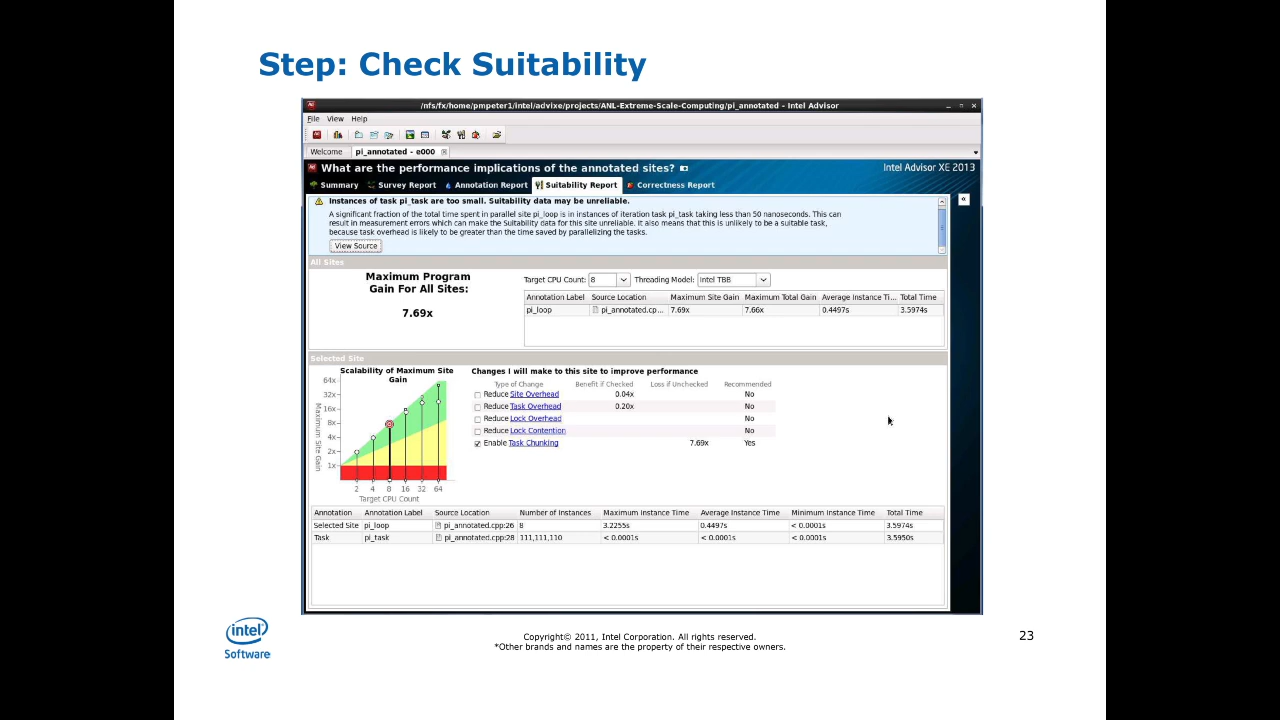 Step: Check Suitability
/nfs/fx/home/pmpeter1/intel/advixe/projects/ANL-Extreme-Scale-Computing/pi_annotated - Intel Advisor
File View Help
Welcome pi_annotated - e000
What are the performance implications of the annotated sites?
Intel Advisor XE 2013
Summary Survey Report Annotation Report Suitability Report Correctness Report
Instances of task pi_task are too small. Suitability data may be unreliable.
A significant fraction of the total time spent in parallel site pi_loop is in instances of iteration task pi_task taking less than 50 nanoseconds. This can
result in measurement errors which can make the Suitability data for this site unreliable. It also means that this is unlikely to be a suitable task,
because task overhead is likely to be greater than the time saved by parallelizing the tasks.
View Source
All Sites
Maximum Program
Gain For All Sites:
7.69x
Target CPU Count: 8 Threading Model: Intel TBB
Annotation Label Source Location Maximum Site Gain Maximum Total Gain Average Instance Ti... Total Time
pi_loop pi_annotated.cp... 7.69x 7.66x 0.4497s 3.5974s
Selected Site
Scalability of Maximum Site
Gain
64x
32x
16x
8x
4x
2x
1x
Maximum Site Gain
2 4 8 16 32 64
Target CPU Count
Changes I will make to this site to improve performance
Type of Change Benefit if Checked Loss if Unchecked Recommended
Reduce Site Overhead 0.04x No
Reduce Task Overhead 0.20x No
Reduce Lock Overhead No
Reduce Lock Contention No
Enable Task Chunking 7.69x Yes
Annotation Annotation Label Source Location Number of Instances Maximum Instance Time Average Instance Time Minimum Instance Time Total Time
Selected Site pi_loop pi_annotated.cpp:26 8 3.2255s 0.4497s < 0.0001s 3.5974s
Task pi_task pi_annotated.cpp:28 111,111,110 < 0.0001s < 0.0001s < 0.0001s 3.5950s
intel
Software
Copyright© 2011, Intel Corporation. All rights reserved.
*Other brands and names are the property of their respective owners.
23